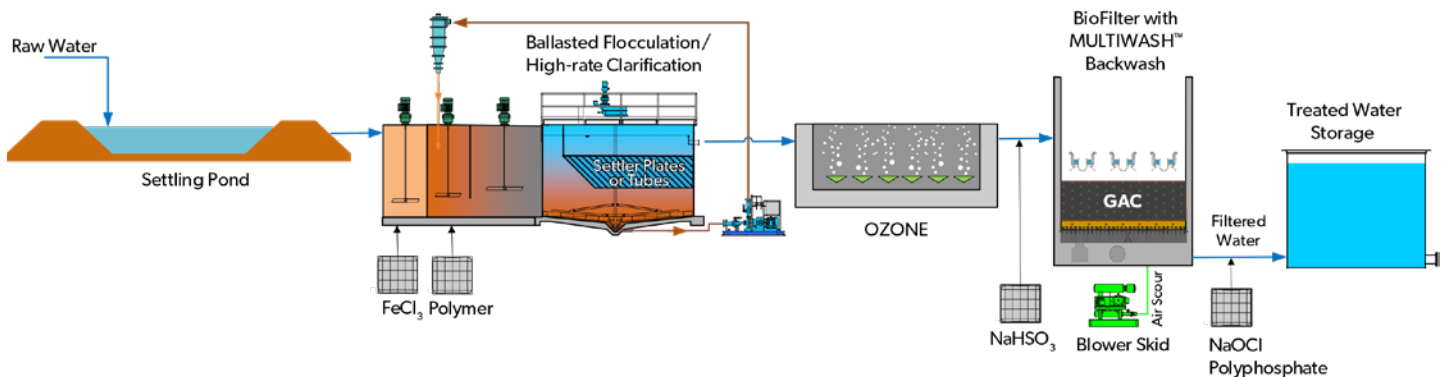 Raw Water
Settling Pond
Ballasted Flocculation/
High-rate Clarification
Settler Plates
or Tubes
FeCl₃ Polymer
OZONE
NaHSO₃
BioFilter with
MULTIWASH™
Backwash
GAC
Air Scour
Blower Skid
Filtered
Water
NaOCl
Polyphosphate
Treated Water
Storage